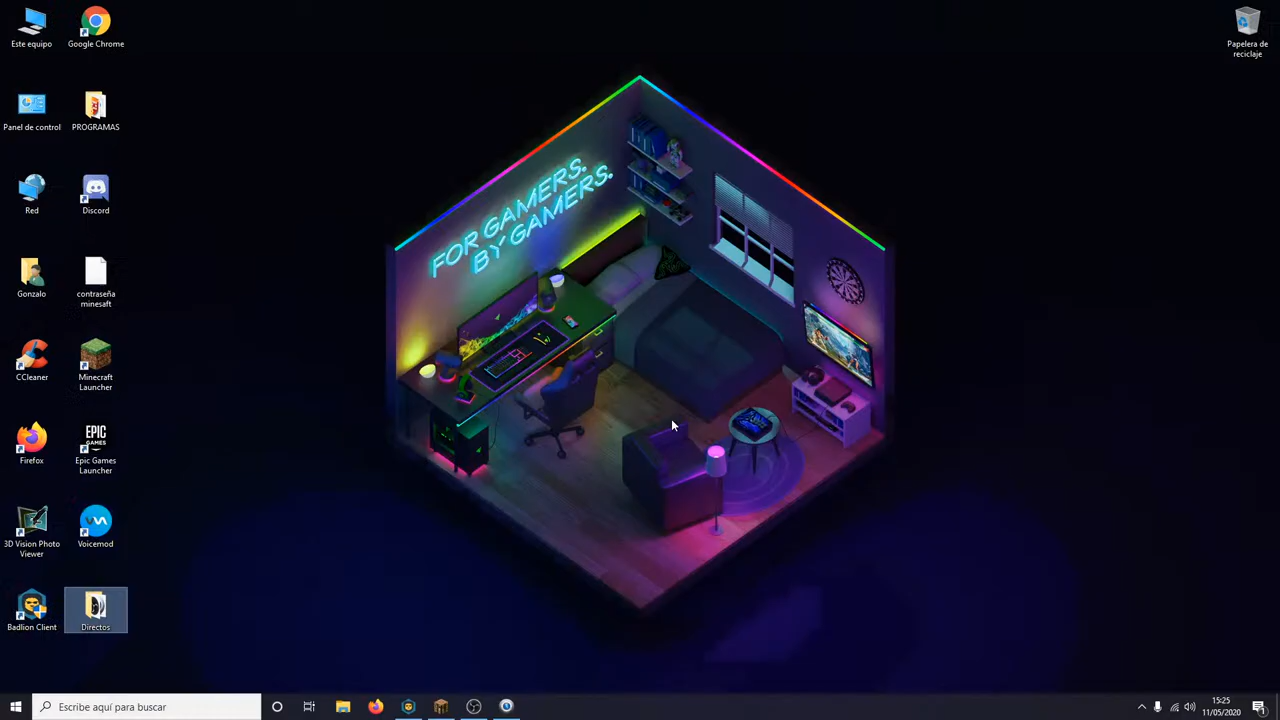 Este equipo
Google Chrome
Papelera de
reciclaje
Panel de control
PROGRAMAS
Red
Discord
Gonzalo
contraseña
minesaft
CCleaner
Minecraft
Launcher
Firefox
EPIC
GAMES
Epic Games
Launcher
3D Vision Photo
Viewer
Voicemod
Badlion Client
Directos
FOR GAMERS.
BY GAMERS.
Escribe aquí para buscar
15:25
11/05/2020
1